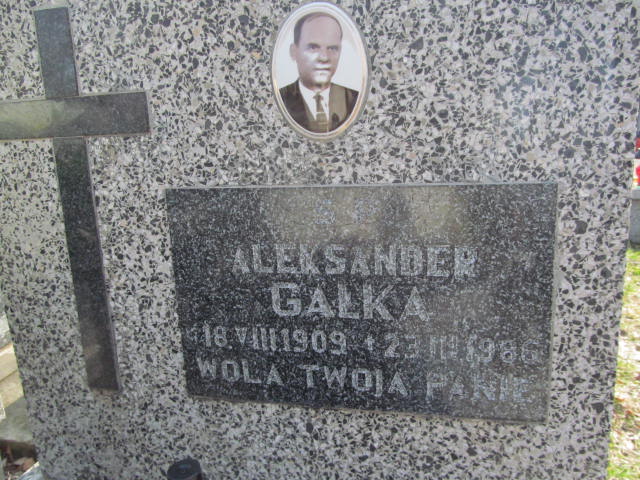 Ś P
ALEKSANDER
GAŁKA
*18.VIII.1909 +23.III.1986
WOLA TWOJA PANIE